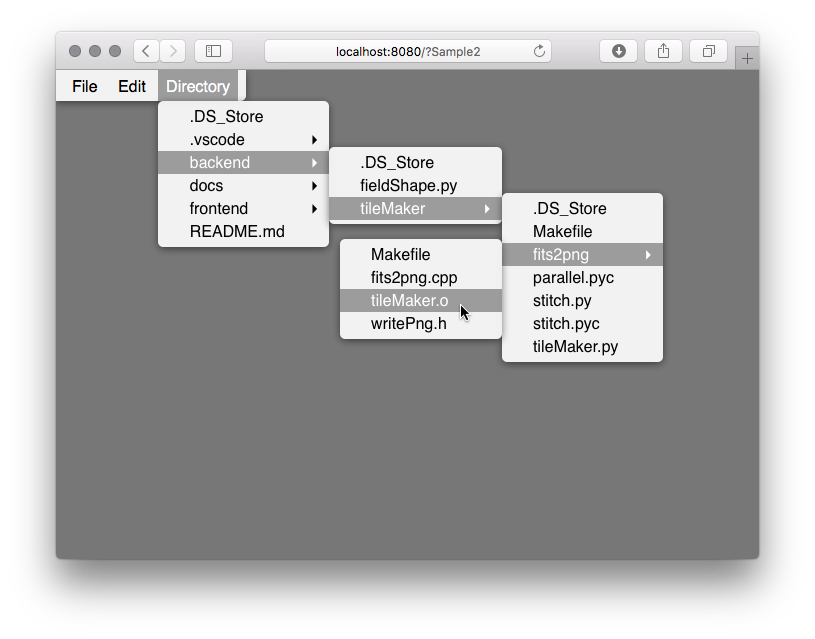 localhost:8080/?Sample2
File Edit Directory
.DS_Store
.vscode
backend
docs
frontend
README.md
.DS_Store
fieldShape.py
tileMaker
.DS_Store
Makefile
fits2png
parallel.pyc
stitch.py
stitch.pyc
tileMaker.py
Makefile
fits2png.cpp
tileMaker.o
writePng.h